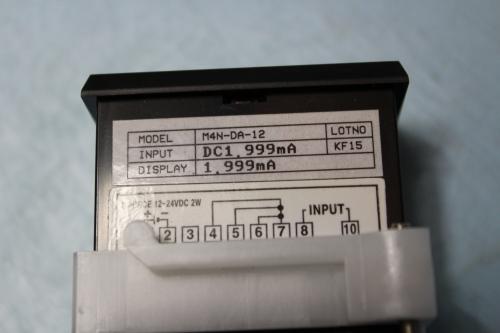 MODEL M4N-DA-12 LOTNO
INPUT DC1.999mA KF15
DISPLAY 1.999mA
12-24VDC 2W
+ −
INPUT
2 3 4 5 6 7 8 10